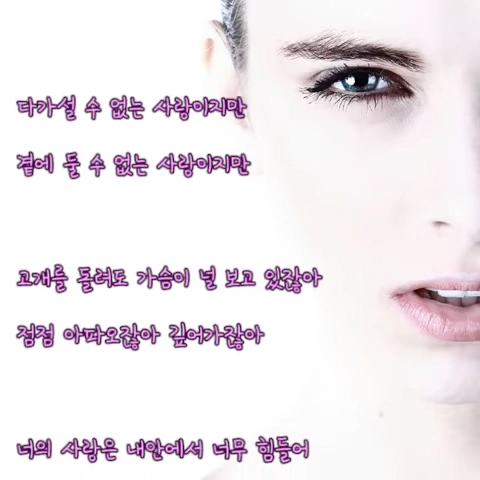 다가설 수 없는 사랑이지만
곁에 둘 수 없는 사랑이지만
고개를 돌려도 가슴이 널 보고 있잖아
점점 아파오잖아 깊어가잖아
너의 사랑은 내안에서 너무 힘들어